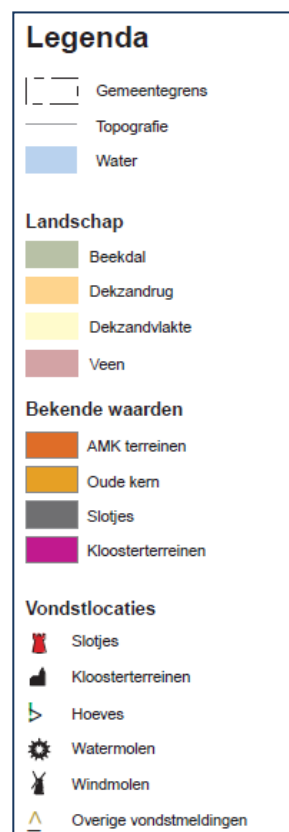 Legenda
Gemeentegrens
Topografie
Water
Landschap
Beekdal
Dekzandrug
Dekzandvlakte
Veen
Bekende waarden
AMK terreinen
Oude kern
Slotjes
Kloosterterreinen
Vondstlocaties
Slotjes
Kloosterterreinen
Hoeves
Watermolen
Windmolen
Overige vondstmeldingen